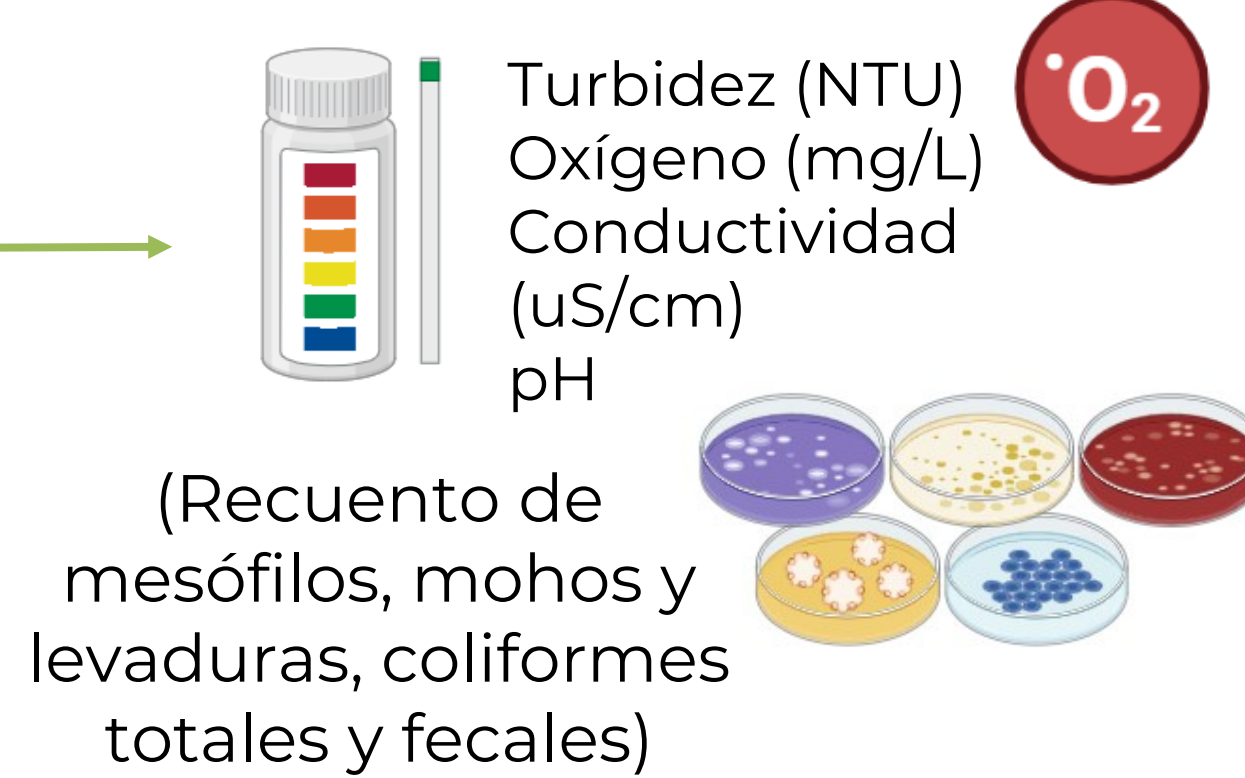 Turbidez (NTU)
Oxígeno (mg/L)
Conductividad
(uS/cm)
pH
•O₂
(Recuento de
mesófilos, mohos y
levaduras, coliformes
totales y fecales)